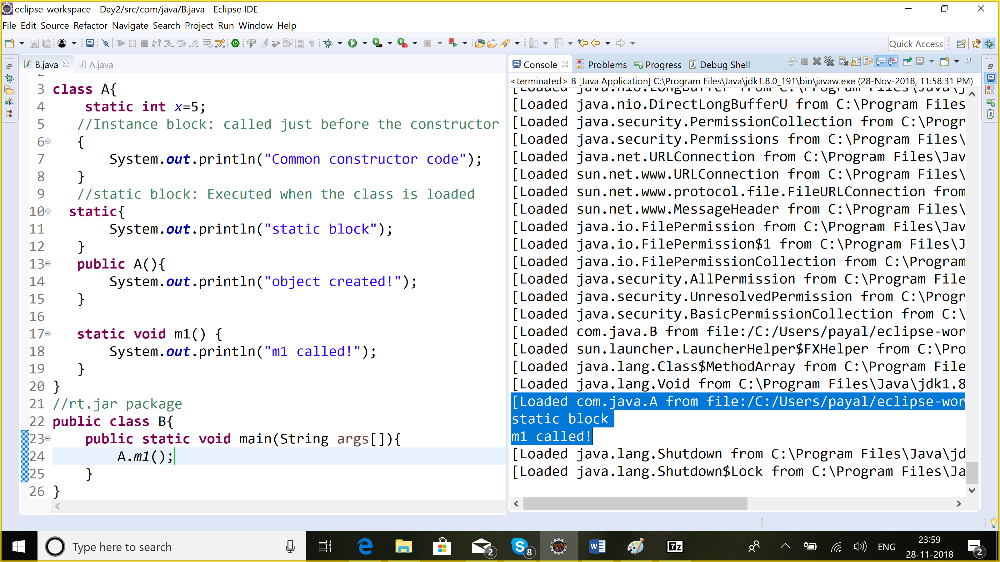 eclipse-workspace - Day2/src/com/java/B.java - Eclipse IDE
File Edit Source Refactor Navigate Search Project Run Window Help
Quick Access
B.java A.java
3 class A{
4 static int x=5;
5 //Instance block: called just before the constructor
6 {
7 System.out.println("Common constructor code");
8 }
9 //static block: Executed when the class is loaded
10 static{
11 System.out.println("static block");
12 }
13 public A(){
14 System.out.println("object created!");
15 }
16
17 static void m1() {
18 System.out.println("m1 called!");
19 }
20 }
21 //rt.jar package
22 public class B{
23 public static void main(String args[]){
24 A.m1();
25 }
26 }
Console Problems Progress Debug Shell
<terminated> B [Java Application] C:\Program Files\Java\jdk1.8.0_191\bin\javaw.exe (28-Nov-2018, 11:58:31 PM)
[Loaded java.nio.LongBuffer from C:\Program Files\Java\j
[Loaded java.nio.DirectLongBufferU from C:\Program Files
[Loaded java.security.PermissionCollection from C:\Progr
[Loaded java.security.Permissions from C:\Program Files\
[Loaded java.net.URLConnection from C:\Program Files\Jav
[Loaded sun.net.www.URLConnection from C:\Program Files\
[Loaded sun.net.www.protocol.file.FileURLConnection from
[Loaded sun.net.www.MessageHeader from C:\Program Files\
[Loaded java.io.FilePermission from C:\Program Files\Jav
[Loaded java.io.FilePermission$1 from C:\Program Files\J
[Loaded java.io.FilePermissionCollection from C:\Program
[Loaded java.security.AllPermission from C:\Program File
[Loaded java.security.UnresolvedPermission from C:\Progr
[Loaded java.security.BasicPermissionCollection from C:\
[Loaded com.java.B from file:/C:/Users/payal/eclipse-wor
[Loaded sun.launcher.LauncherHelper$FXHelper from C:\Pro
[Loaded java.lang.Class$MethodArray from C:\Program File
[Loaded java.lang.Void from C:\Program Files\Java\jdk1.8
[Loaded com.java.A from file:/C:/Users/payal/eclipse-wor
static block
m1 called!
[Loaded java.lang.Shutdown from C:\Program Files\Java\jd
[Loaded java.lang.Shutdown$Lock from C:\Program Files\Ja
Type here to search
2
8
Java EE
IDE
W
7z
ENG
23:59
28-11-2018
2